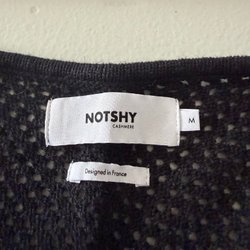 NOTSHY
CASHMERE
M
Designed in France